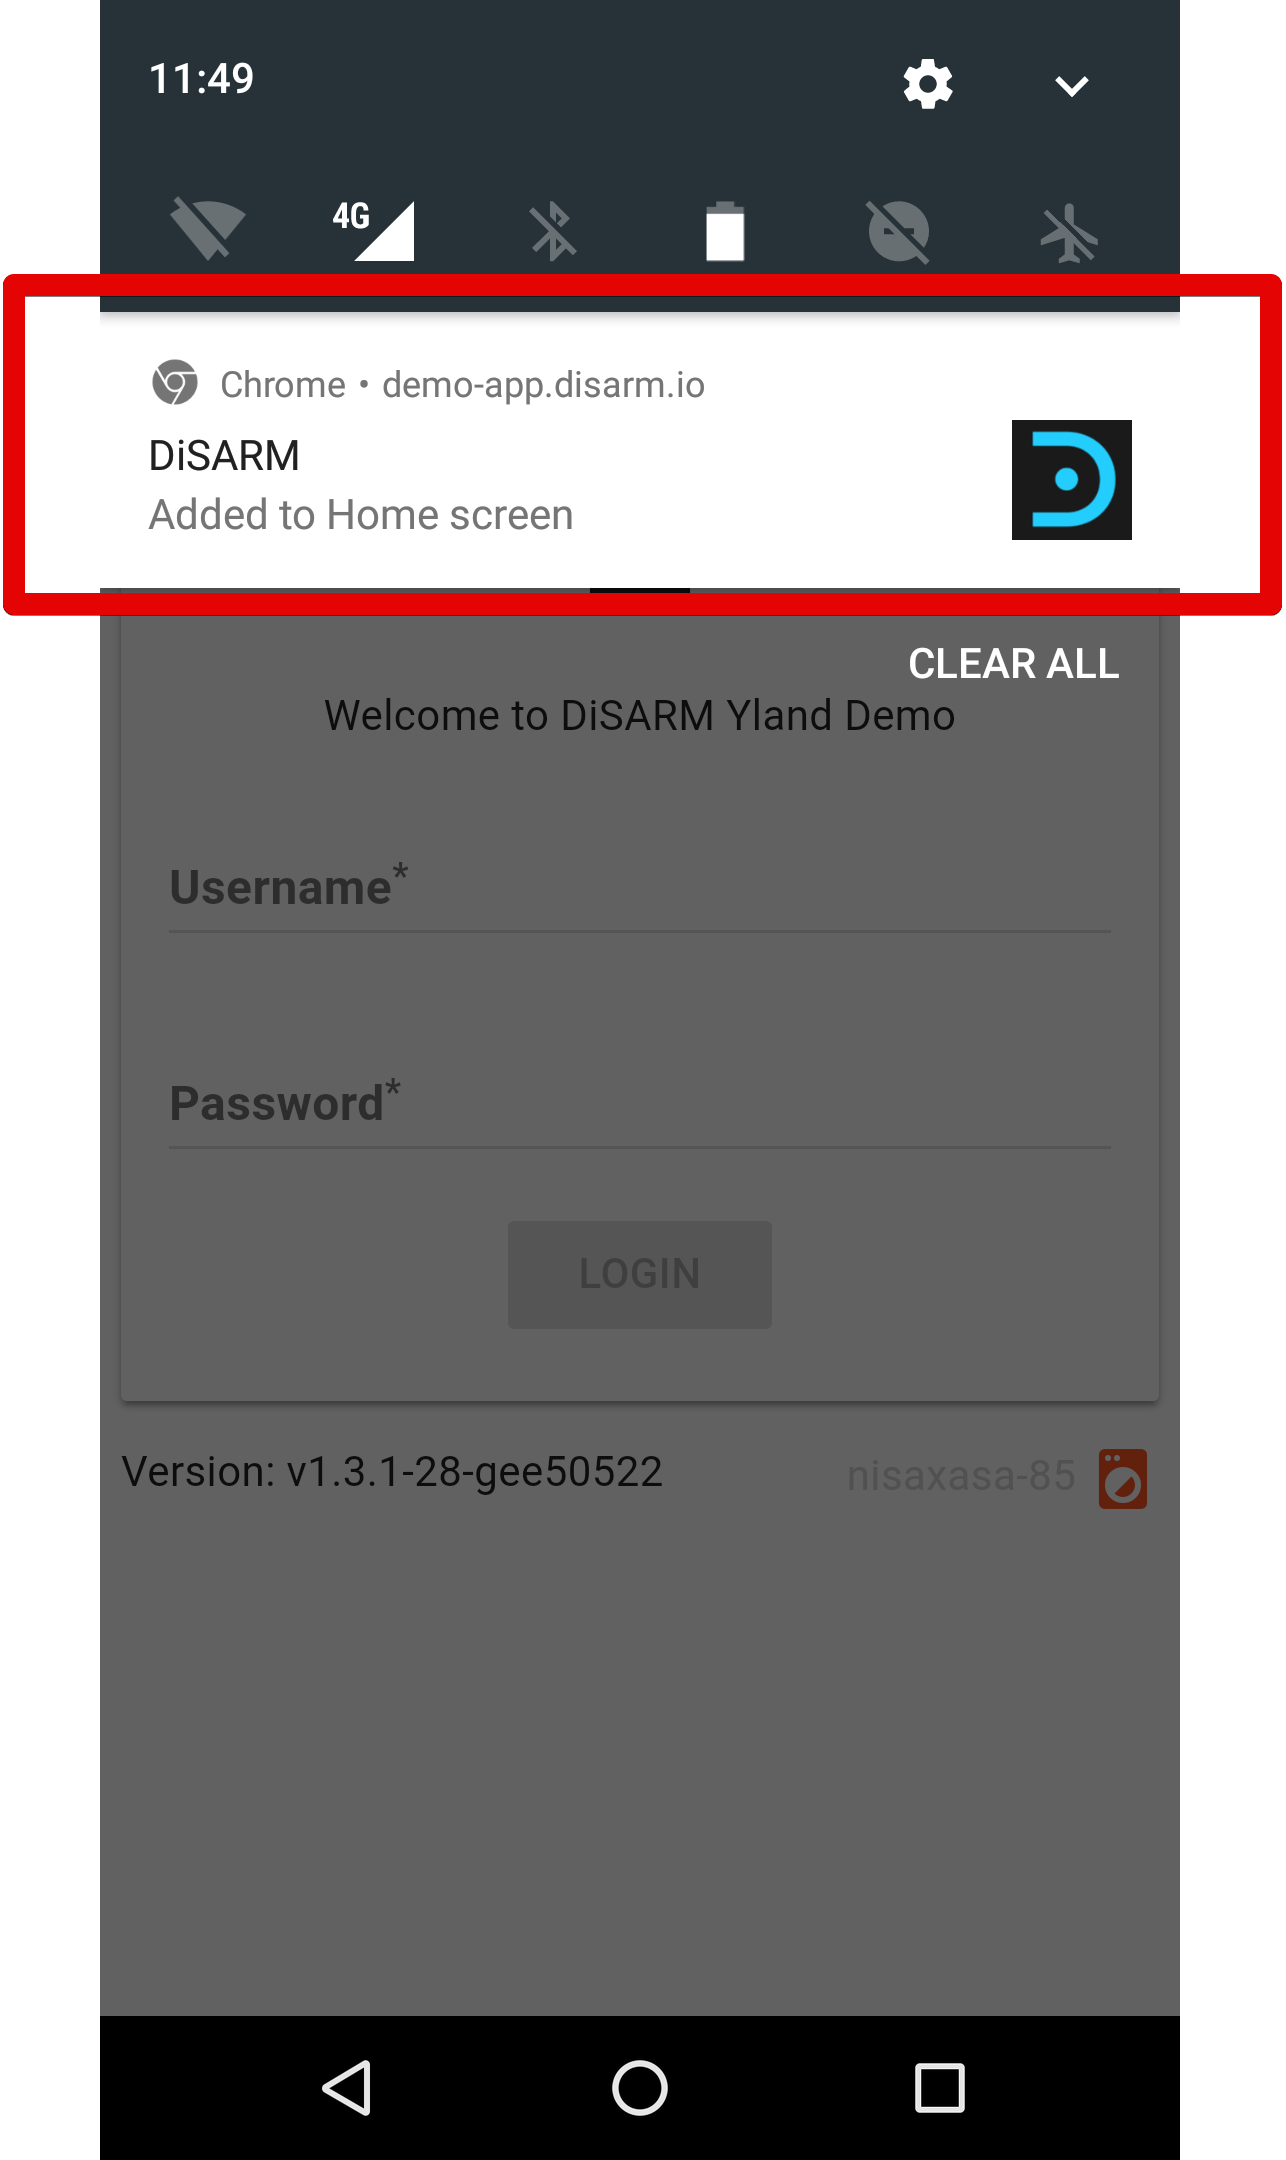 11:49
4G
Chrome • demo-app.disarm.io
DiSARM
Added to Home screen
CLEAR ALL
Welcome to DiSARM Yland Demo
Username*
Password*
LOGIN
Version: v1.3.1-28-gee50522
nisaxasa-85